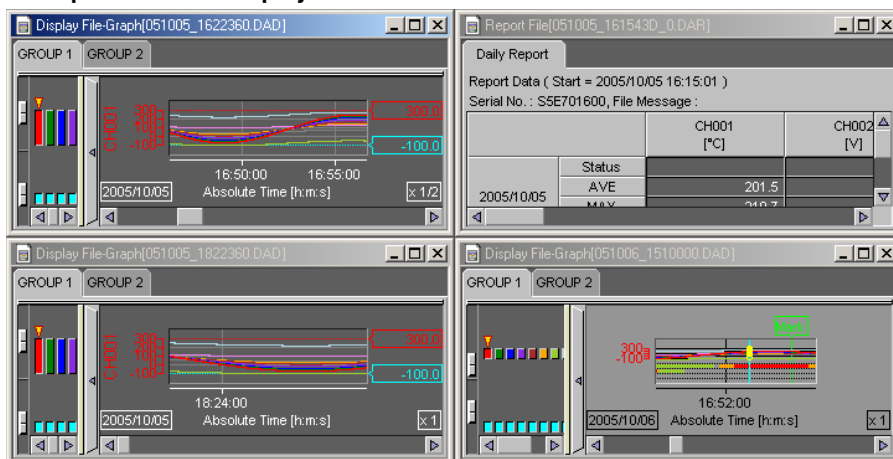 Display File-Graph[051005_1622360.DAD]
GROUP 1 GROUP 2
CH001
300
-100
300.0
-100.0
16:50:00 16:55:00
2005/10/05 Absolute Time [h:m:s] x 1/2
Report File[051005_161543D_0.DAR]
Daily Report
Report Data ( Start = 2005/10/05 16:15:01 )
Serial No. : S5E701600, File Message :
CH001 CH002
[°C] [V]
Status
2005/10/05 AVE 201.5
MAX 210.7
Display File-Graph[051005_1822360.DAD]
GROUP 1 GROUP 2
CH001
300
-100
300.0
-100.0
18:24:00
2005/10/05 Absolute Time [h:m:s] x 1
Display File-Graph[051006_1510000.DAD]
GROUP 1 GROUP 2
Mark
300
-100
16:52:00
2005/10/06 Absolute Time [h:m:s] x 1